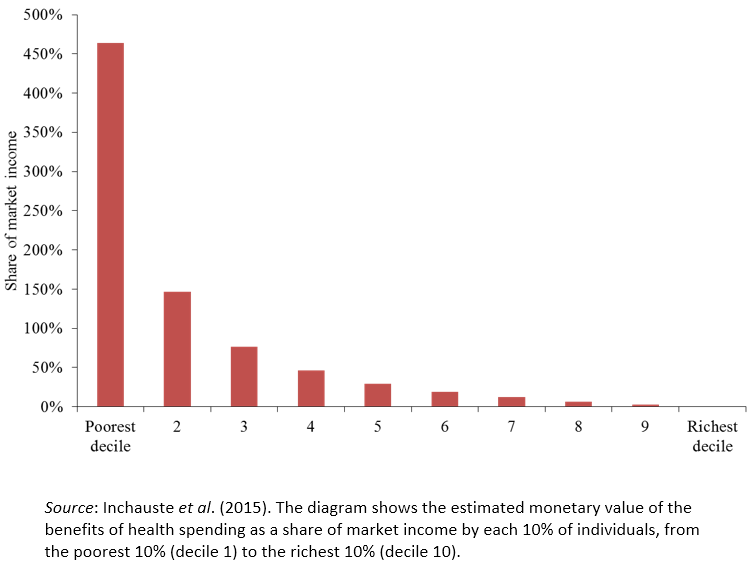 500%
450%
400%
350%
300%
250%
200%
150%
100%
50%
0%
Share of market income
Poorest
decile
2
3
4
5
6
7
8
9
Richest
decile
Source: Inchauste et al. (2015). The diagram shows the estimated monetary value of the
benefits of health spending as a share of market income by each 10% of individuals, from
the poorest 10% (decile 1) to the richest 10% (decile 10).